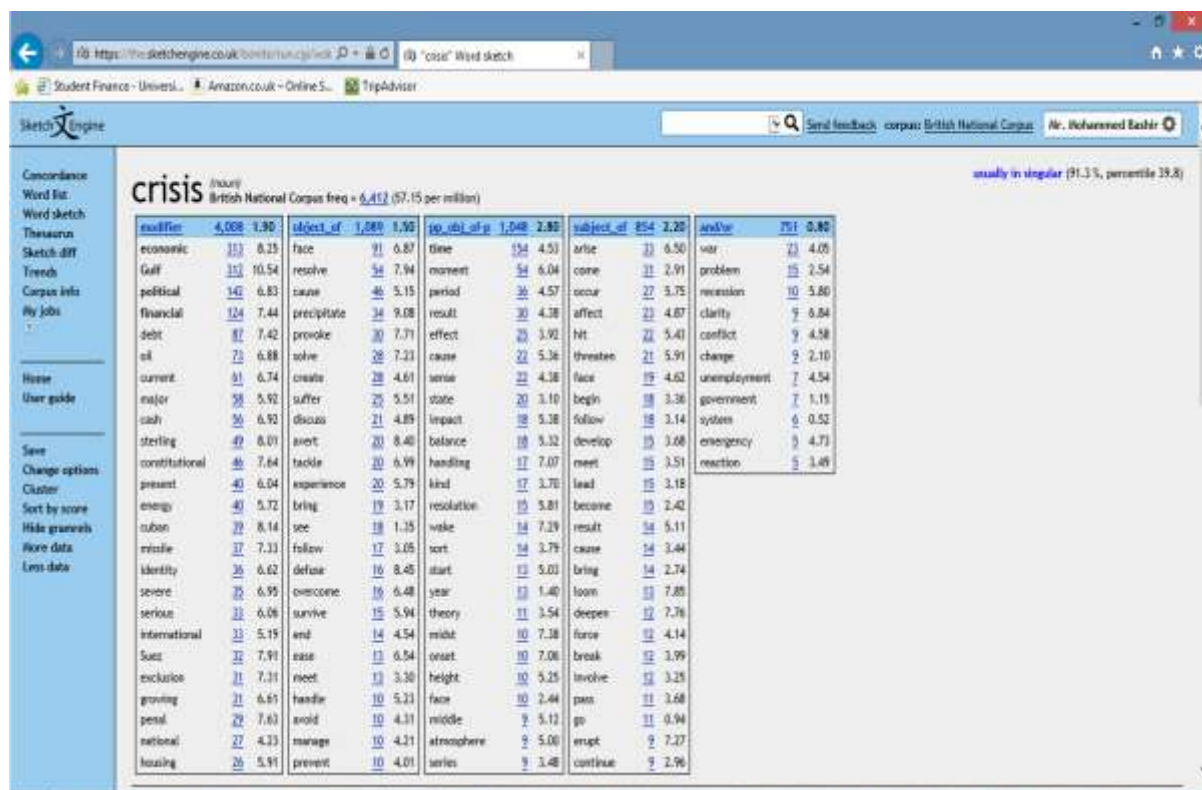 "crisis" Word sketch
Student Finance - Universi... Amazon.co.uk – Online S... TripAdvisor
Sketch Engine
Send feedback corpus: British National Corpus Mr. Mohammed Bashir
Concordance
Word list
Word sketch
Thesaurus
Sketch diff
Trends
Corpus info
My jobs
Home
User guide
Save
Change options
Cluster
Sort by score
Hide gramrels
More data
Less data
usually in singular (91.3%, percentile 39.8)
crisis (noun)
British National Corpus freq = 6,412 (57.15 per million)
modifier 4,008 1.90 object_of 1,089 1.50 pp_obj_of-p 1,048 2.80 subject_of 854 2.20 and/or 751 0.80
economic 313 8.25 face 91 6.87 time 154 4.53 arise 33 6.50 war 23 4.05
Gulf 312 10.54 resolve 54 7.94 moment 54 6.04 come 31 2.91 problem 15 2.54
political 142 6.83 cause 46 5.15 period 36 4.57 occur 27 5.75 recession 10 5.80
financial 124 7.44 precipitate 34 9.08 result 30 4.38 affect 23 4.87 clarity 9 6.84
debt 87 7.42 provoke 30 7.71 effect 25 3.92 hit 22 5.43 conflict 9 4.58
oil 73 6.88 solve 28 7.23 cause 22 5.36 threaten 21 5.91 change 9 2.10
current 61 6.74 create 28 4.61 sense 22 4.38 face 19 4.62 unemployment 7 4.54
major 58 5.92 suffer 25 5.51 state 20 3.10 begin 18 3.36 government 7 1.15
cash 56 6.92 discuss 21 4.89 impact 18 5.38 follow 18 3.14 system 6 0.52
sterling 49 8.01 avert 20 8.40 balance 18 5.32 develop 15 3.68 emergency 5 4.73
constitutional 46 7.64 tackle 20 6.99 handling 17 7.07 meet 15 3.51 reaction 5 3.49
present 40 6.04 experience 20 5.79 kind 17 3.70 lead 15 3.18
energy 40 5.72 bring 19 3.17 resolution 15 5.81 become 15 2.42
cuban 39 8.14 see 18 1.35 wake 14 7.29 result 14 5.11
missile 37 7.33 follow 17 3.05 sort 14 3.79 cause 14 3.44
identity 36 6.62 defuse 16 8.45 start 13 5.03 bring 14 2.74
severe 35 6.95 overcome 16 6.48 year 13 1.40 loom 13 7.85
serious 33 6.06 survive 15 5.94 theory 11 3.54 deepen 12 7.76
international 33 5.19 end 14 4.54 midst 10 7.38 force 12 4.14
Suez 32 7.91 ease 13 6.54 onset 10 7.06 break 12 3.99
exclusion 31 7.31 meet 13 3.30 height 10 5.25 involve 12 3.25
growing 31 6.61 handle 10 5.23 face 10 2.44 pass 11 3.68
penal 29 7.63 avoid 10 4.31 middle 9 5.12 go 11 0.94
national 27 4.23 manage 10 4.21 atmosphere 9 5.00 erupt 9 7.27
housing 26 5.91 prevent 10 4.01 series 9 3.48 continue 9 2.96